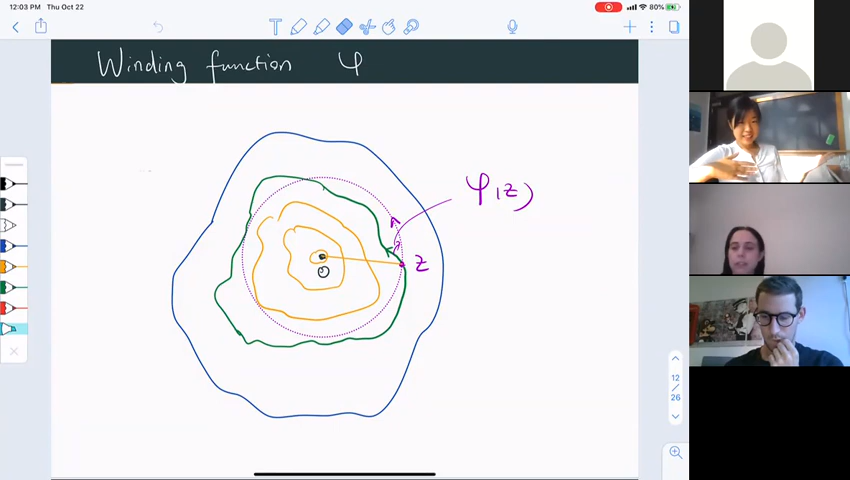 12:03 PM Thu Oct 22
80%
Winding function φ
φ(z)
z
0
12
26